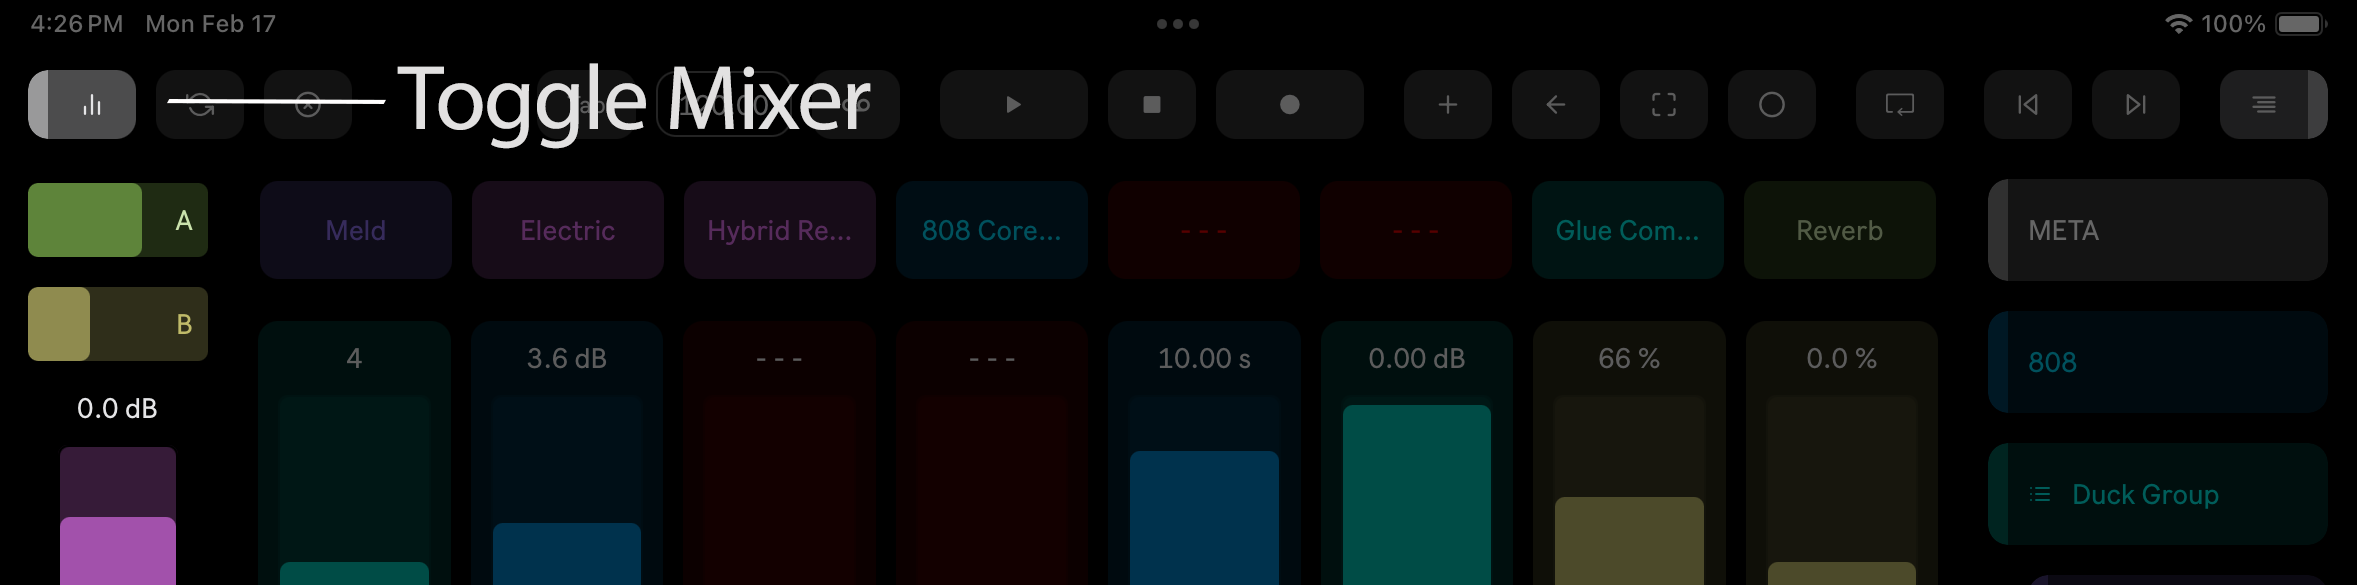 4:26 PM Mon Feb 17
100%
Toggle Mixer
A
Meld
Electric
Hybrid Re...
808 Core...
---
---
Glue Com...
Reverb
META
B
4
3.6 dB
---
---
10.00 s
0.00 dB
66 %
0.0 %
808
0.0 dB
Duck Group